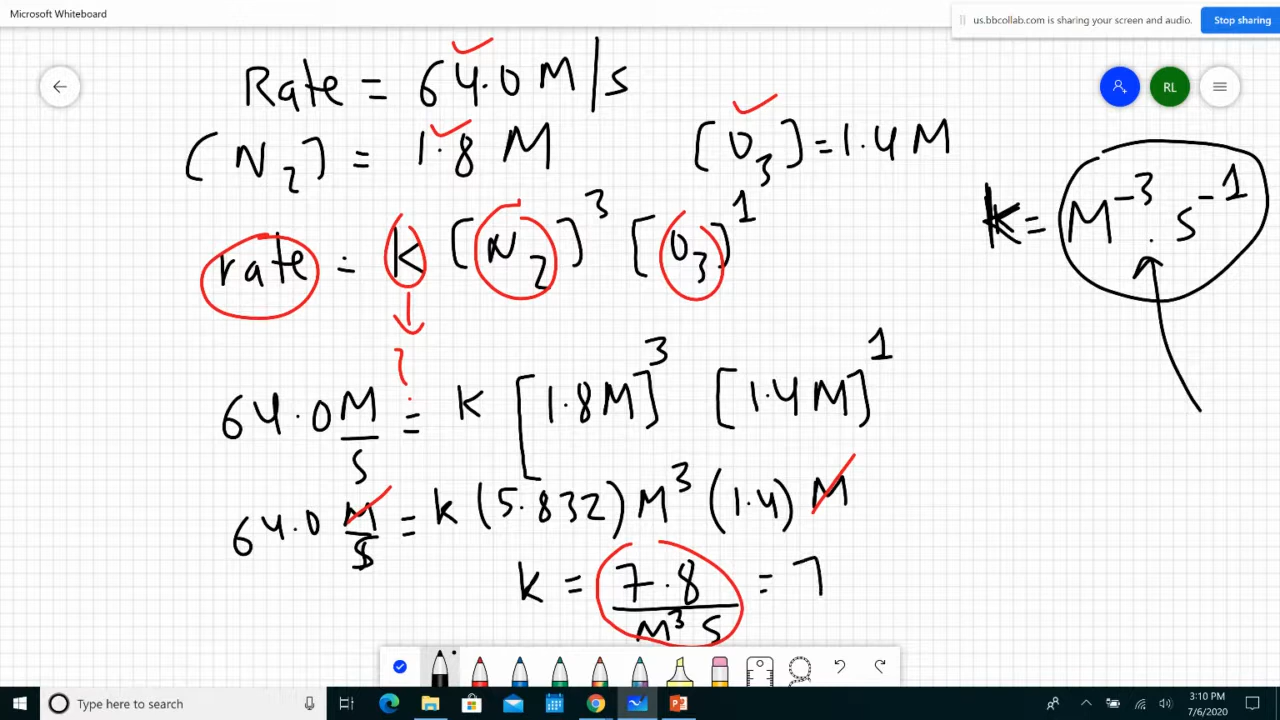 Microsoft Whiteboard
us.bbcollab.com is sharing your screen and audio.
Stop sharing
RL
Rate = 64.0 M/s
[N₂] = 1.8 M [O₃] = 1.4 M
k = M⁻³ . s⁻¹
rate = k [N₂]³ [O₃]¹
?
64.0 M/s = k [1.8M]³ [1.4M]¹
64.0 M/s = k (5.832) M³ (1.4) M
k = 7.8/M³ s = 7
Type here to search
3:10 PM
7/6/2020